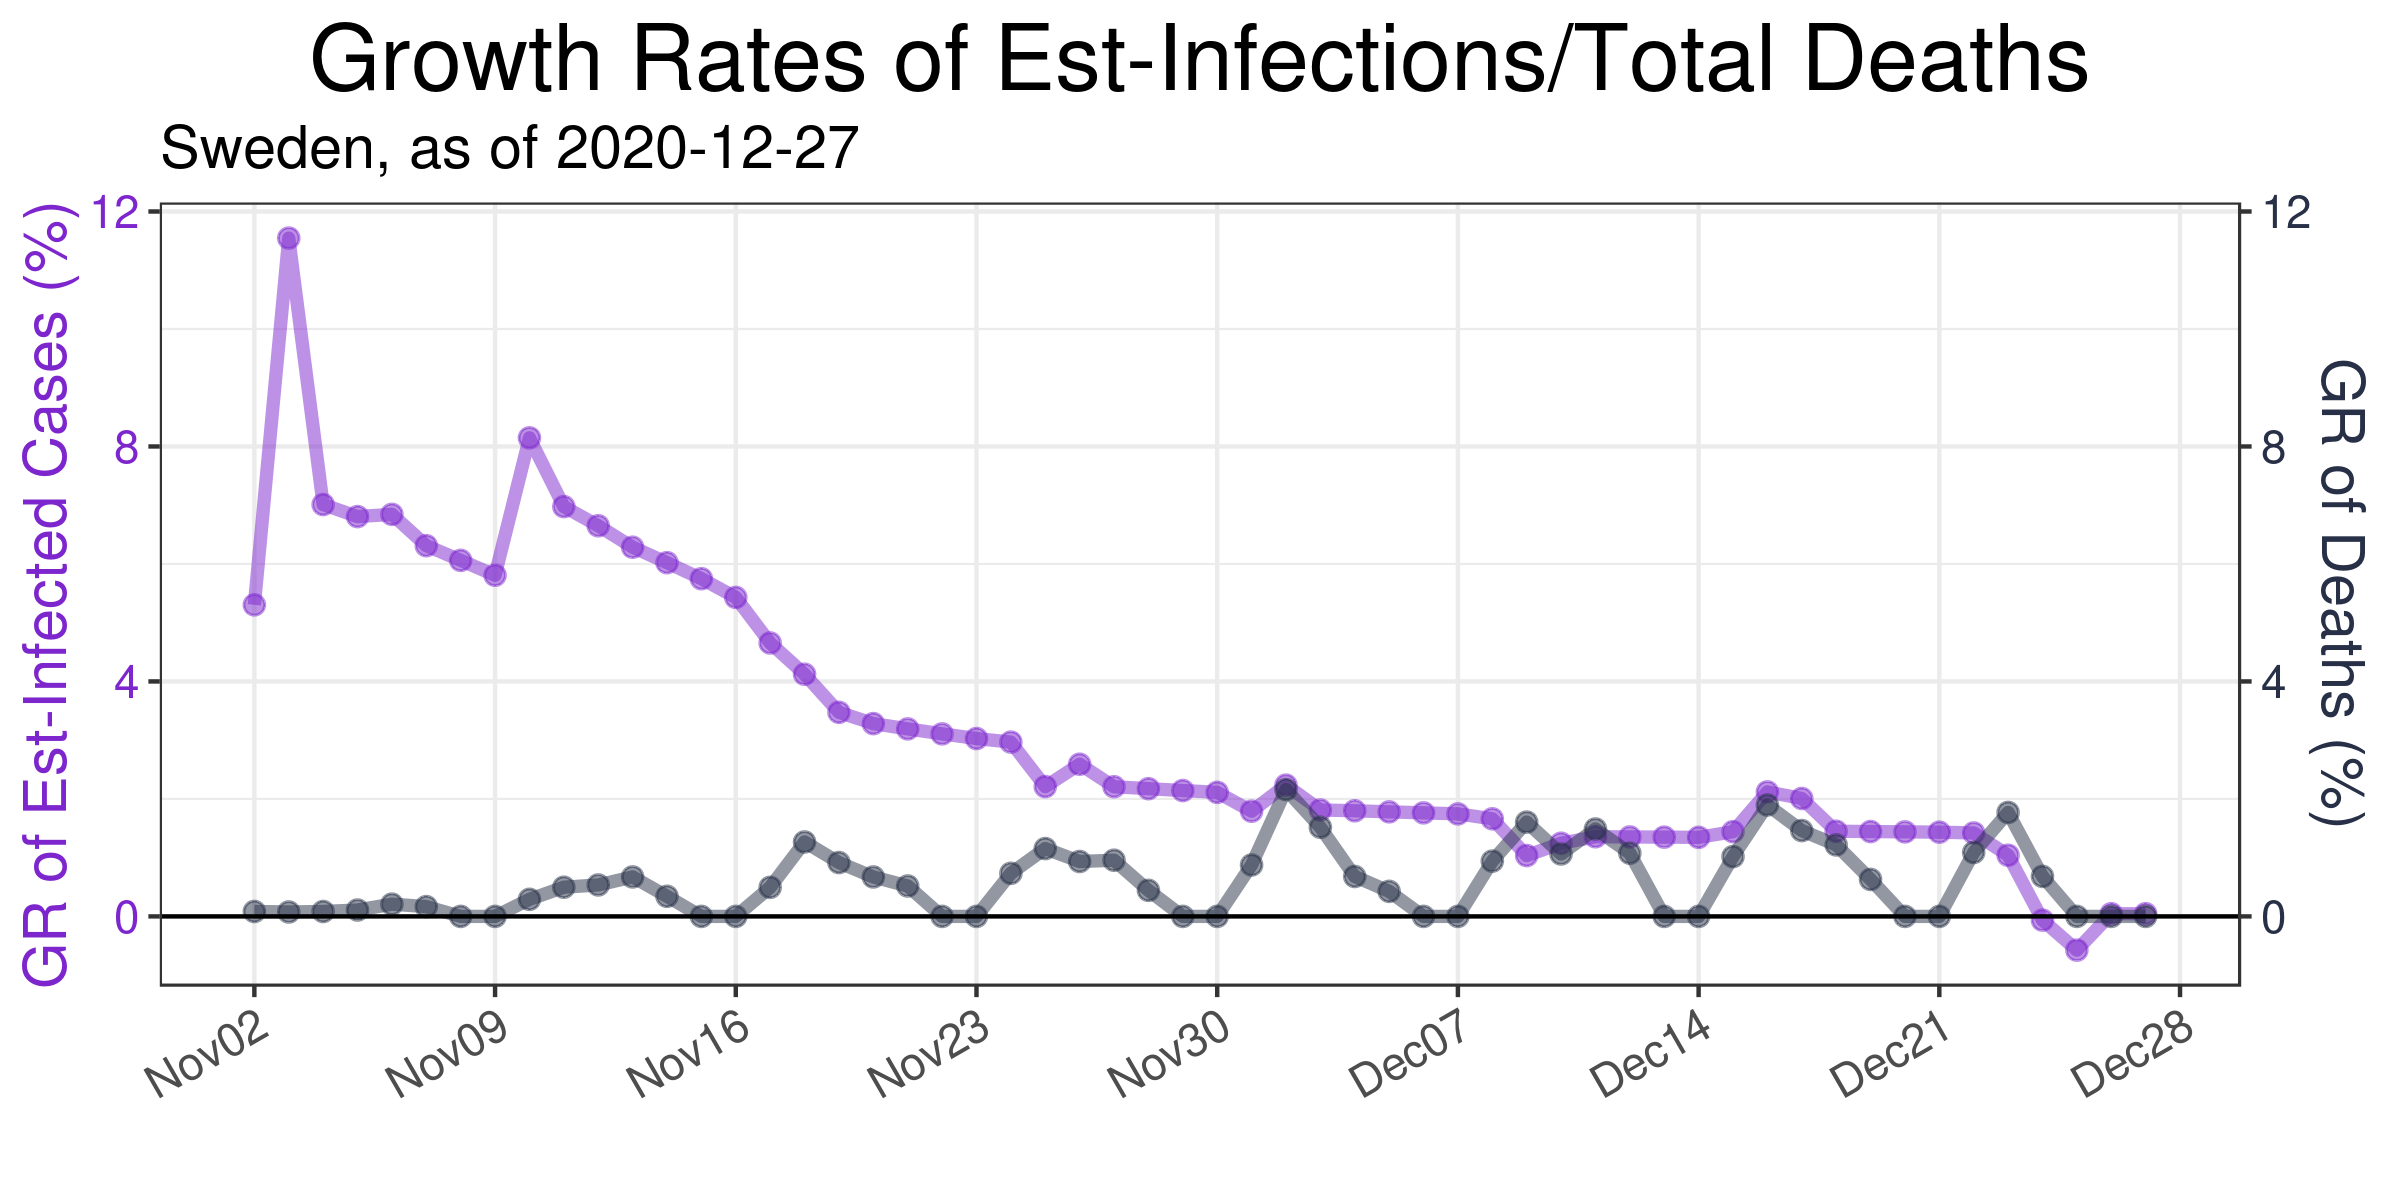 Growth Rates of Est-Infections/Total Deaths
Sweden, as of 2020-12-27
GR of Est-Infected Cases (%)
12
8
4
0
12
8
4
0
GR of Deaths (%)
Nov02
Nov09
Nov16
Nov23
Nov30
Dec07
Dec14
Dec21
Dec28